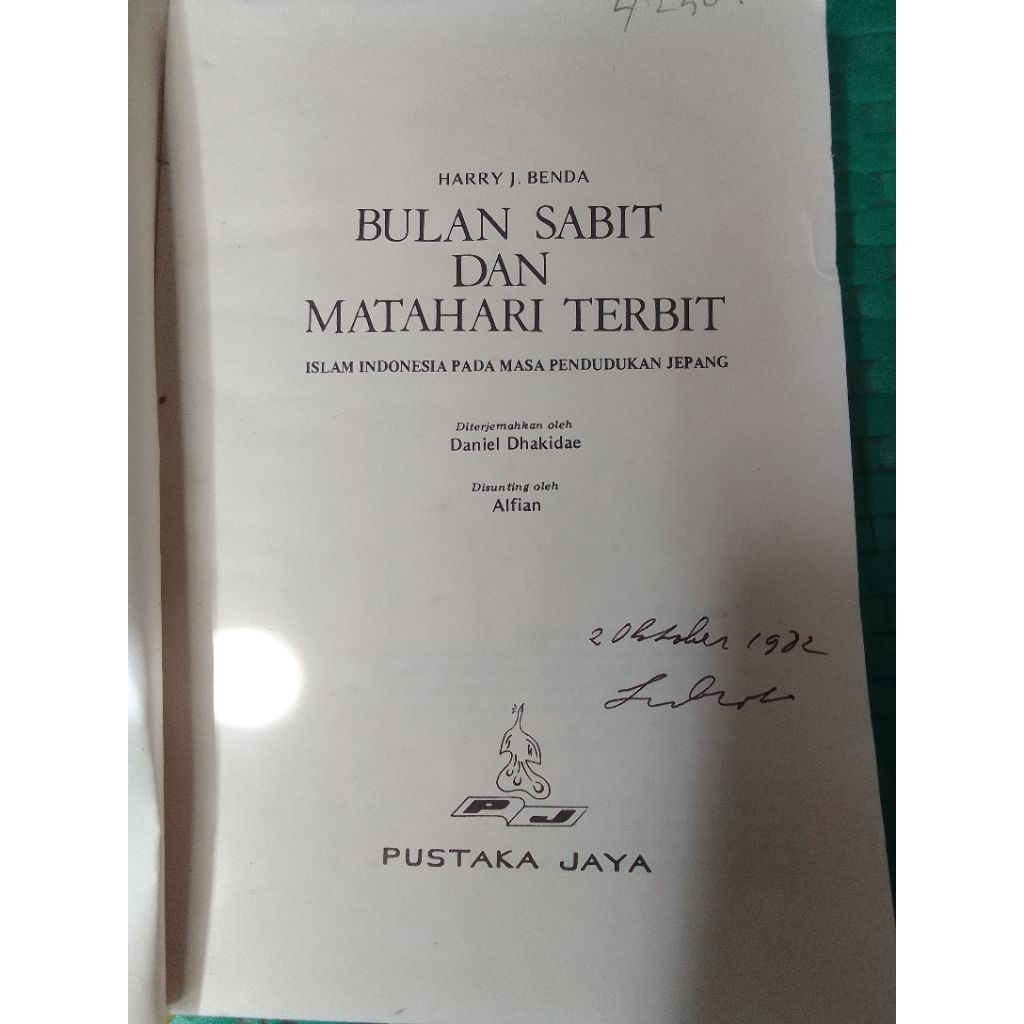 HARRY J. BENDA
BULAN SABIT
DAN
MATAHARI TERBIT
ISLAM INDONESIA PADA MASA PENDUDUKAN JEPANG
Diterjemahkan oleh
Daniel Dhakidae
Disunting oleh
Alfian
2 Oktober 1982
PJ
PUSTAKA JAYA